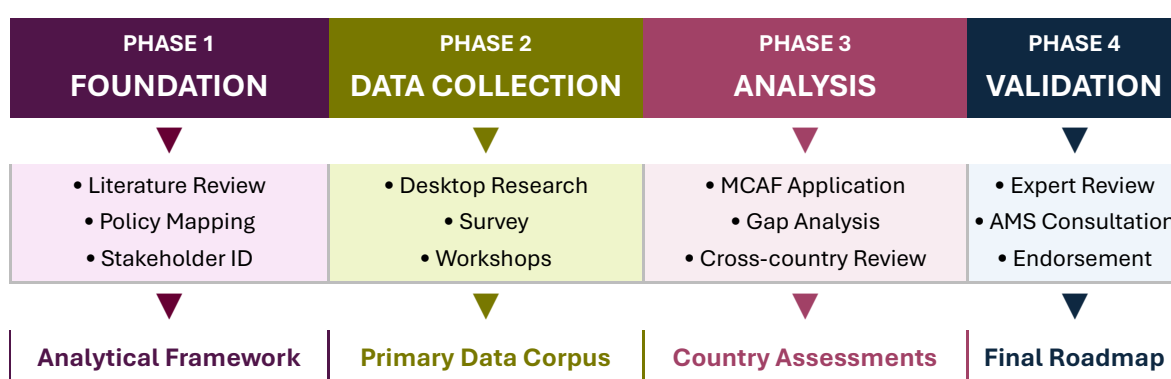 PHASE 1
FOUNDATION
• Literature Review
• Policy Mapping
• Stakeholder ID
Analytical Framework
PHASE 2
DATA COLLECTION
• Desktop Research
• Survey
• Workshops
Primary Data Corpus
PHASE 3
ANALYSIS
• MCAF Application
• Gap Analysis
• Cross-country Review
Country Assessments
PHASE 4
VALIDATION
• Expert Review
• AMS Consultation
• Endorsement
Final Roadmap